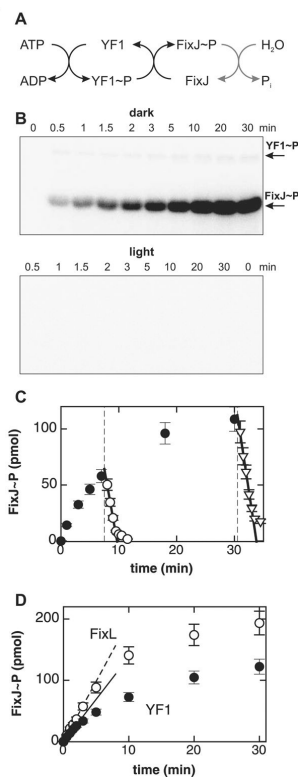 A
ATP YF1 FixJ~P H2O
ADP YF1~P FixJ Pi
B
dark
0 0.5 1 1.5 2 3 5 10 20 30 min
YF1~P
FixJ~P
light
0.5 1 1.5 2 3 5 10 20 30 0 min
C
FixJ~P (pmol)
100
50
0
0 10 20 30
time (min)
D
FixJ~P (pmol)
200
100
0
FixL
YF1
0 10 20 30
time (min)